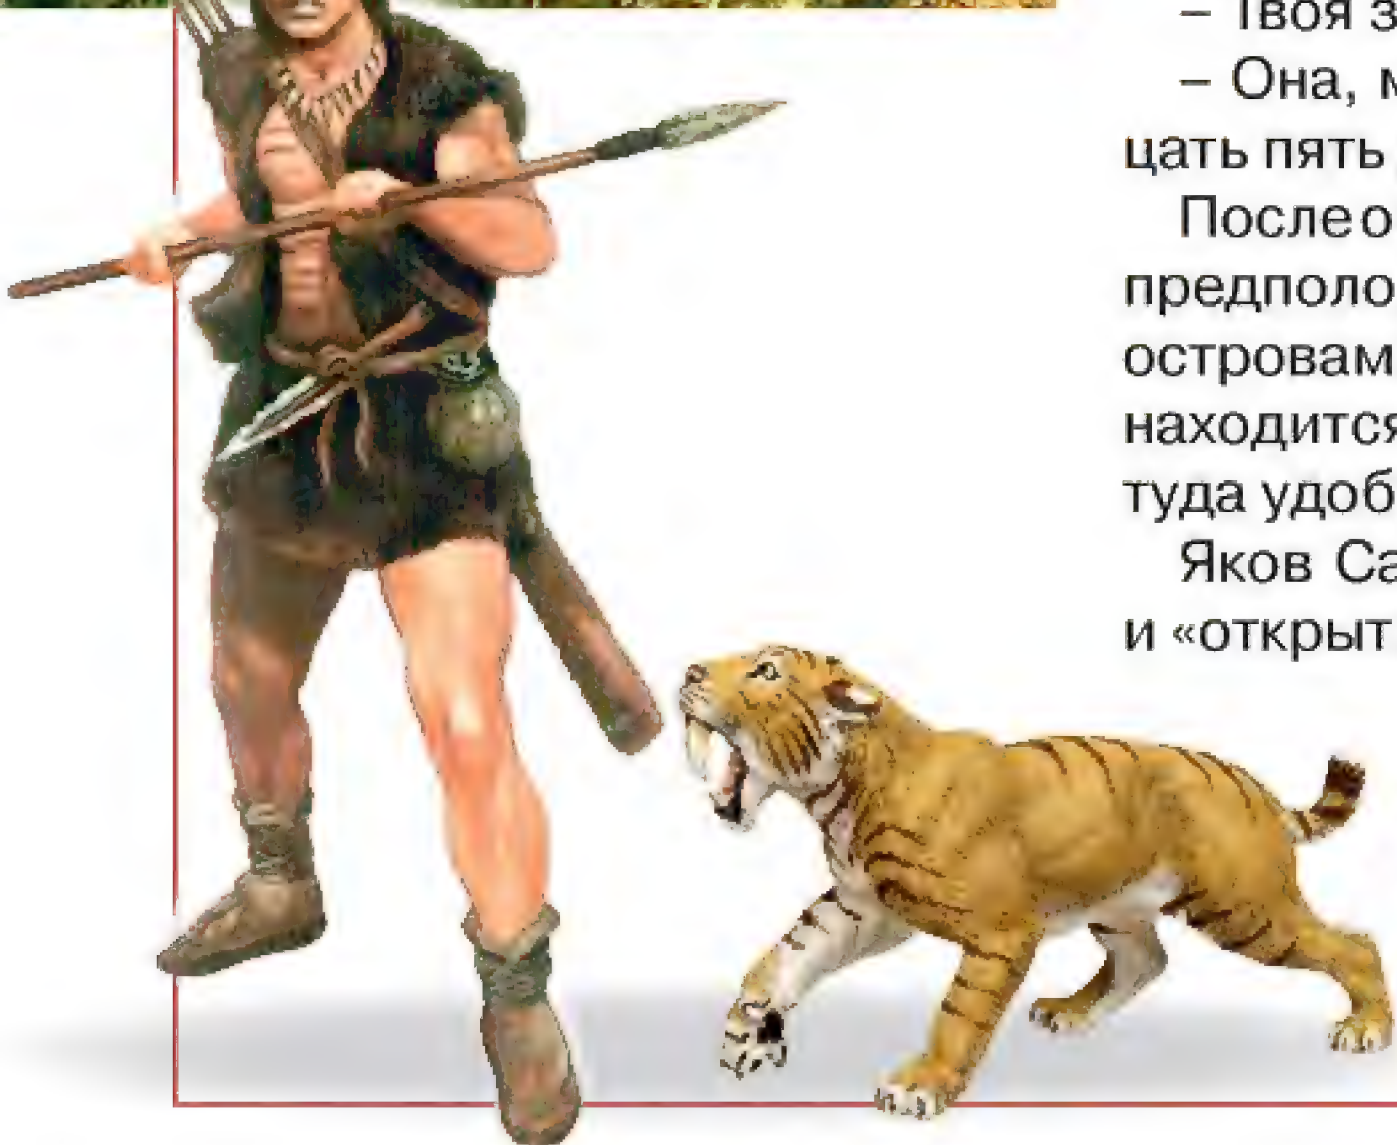 – Твоя
– Она,
цать пять
После
предполо
островам
находится
туда удоб
Яков Са
и «открыт